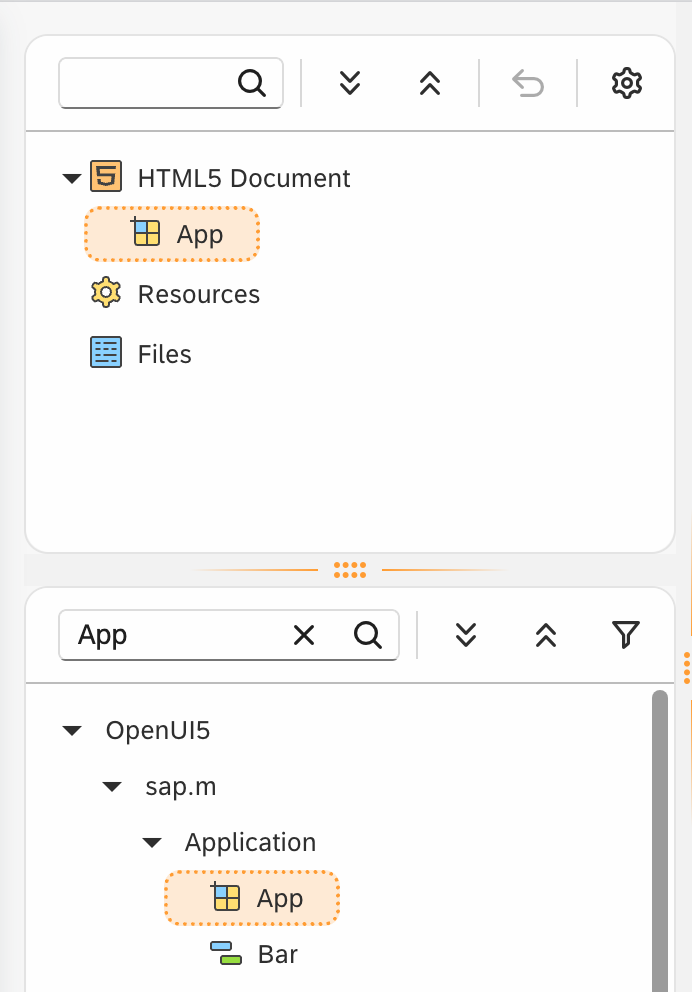 HTML5 Document
App
Resources
Files
App
OpenUI5
sap.m
Application
App
Bar